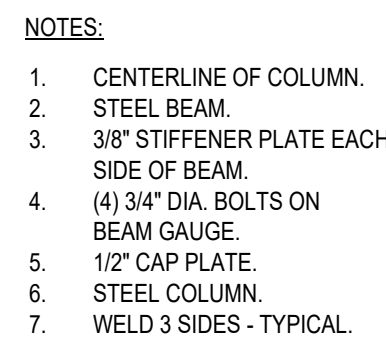 NOTES:
1. CENTERLINE OF COLUMN.
2. STEEL BEAM.
3. 3/8" STIFFENER PLATE EACH
SIDE OF BEAM.
4. (4) 3/4" DIA. BOLTS ON
BEAM GAUGE.
5. 1/2" CAP PLATE.
6. STEEL COLUMN.
7. WELD 3 SIDES - TYPICAL.